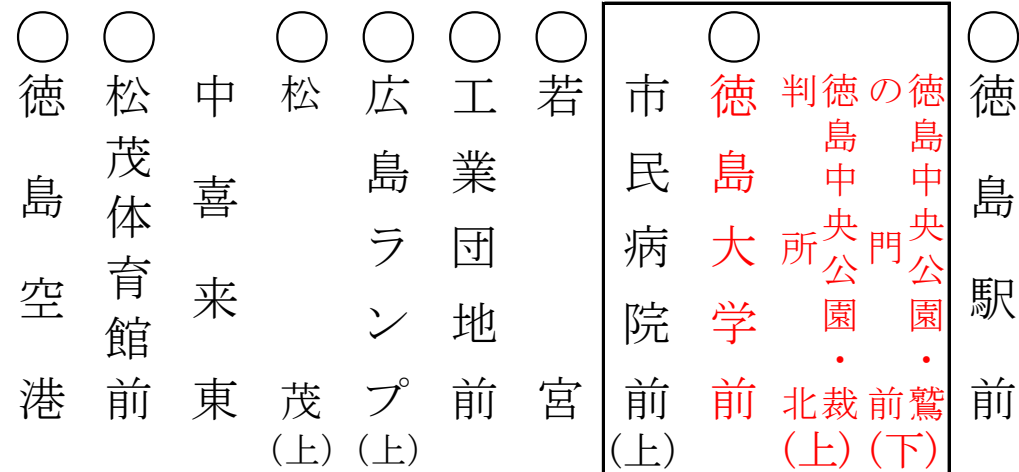 徳島駅前
徳島中央公園・鷲
の門前
(下)
徳島中央公園・裁
判所北
(上)
徳島大学前
市民病院前
(上)
若宮
工業団地前
広島ランプ
(上)
松茂
(上)
中喜来東
松茂体育館前
徳島空港